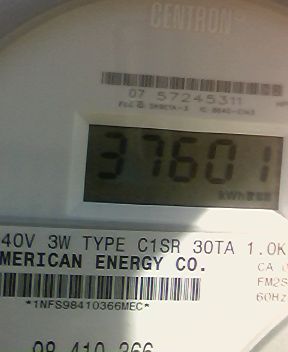 CENTRON
07 57245311
37601
kWh
40V 3W TYPE C1SR 30TA 1.0K
MERICAN ENERGY CO.
CA 0
FM2S
60Hz
*1NFS98410366MEC*
98 410 366